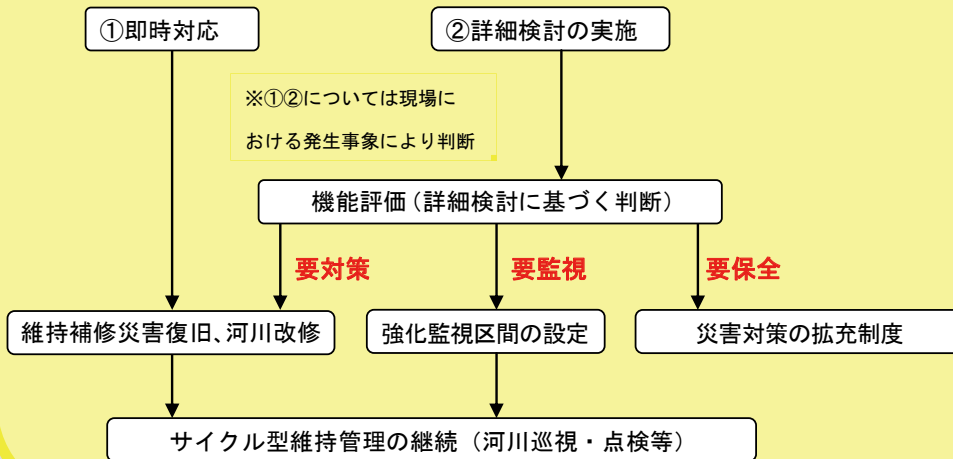 ①即時対応
②詳細検討の実施
※①②については現場に
おける発生事象により判断
機能評価（詳細検討に基づく判断）
要対策
要監視
要保全
維持補修災害復旧、河川改修
強化監視区間の設定
災害対策の拡充制度
サイクル型維持管理の継続（河川巡視・点検等）